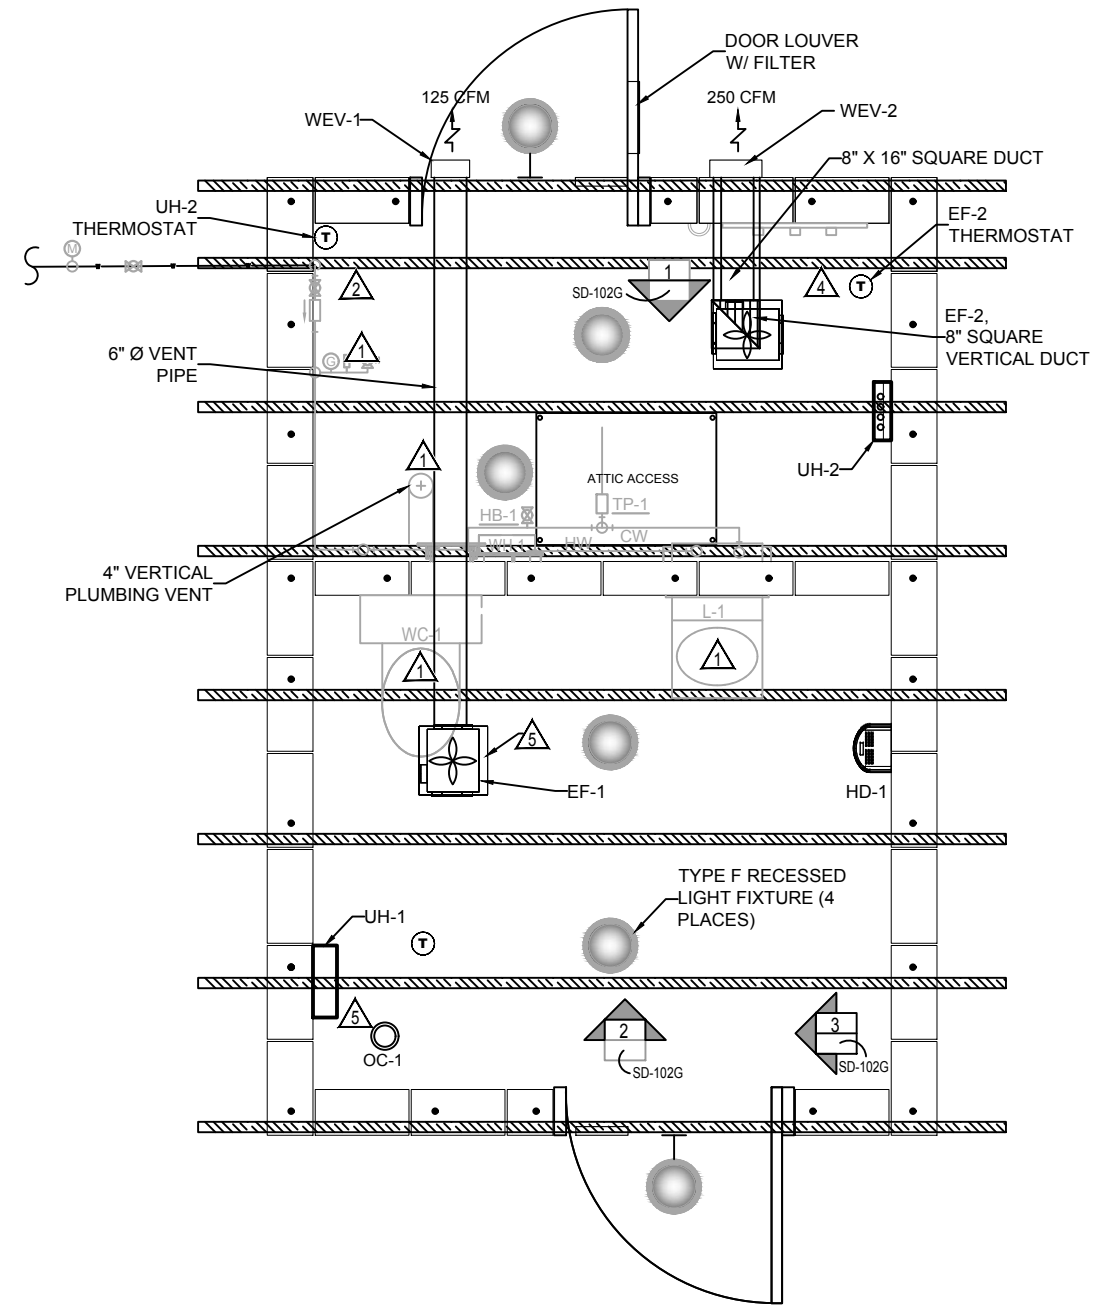 DOOR LOUVER
W/ FILTER
125 CFM
250 CFM
WEV-1
WEV-2
8" X 16" SQUARE DUCT
UH-2
THERMOSTAT
T
EF-2
THERMOSTAT
M
2
1
SD-102G
4
T
6" Ø VENT
PIPE
G
1
EF-2,
8" SQUARE
VERTICAL DUCT
UH-2
1
ATTIC ACCESS
HB-1
TP-1
WH-1
HW
CW
4" VERTICAL
PLUMBING VENT
WC-1
L-1
1
1
5
EF-1
HD-1
TYPE F RECESSED
LIGHT FIXTURE (4
PLACES)
UH-1
T
5
OC-1
2
SD-102G
3
SD-102G